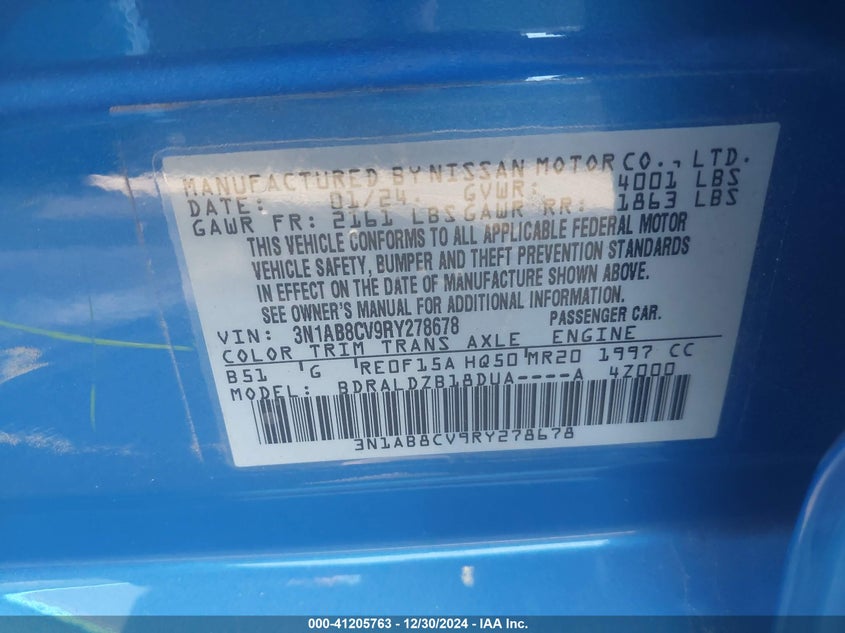 MANUFACTURED BY NISSAN MOTOR CO., LTD.
DATE: 01/24 GVWR: 4001 LBS
GAWR FR: 2161 LBS GAWR RR: 1863 LBS
THIS VEHICLE CONFORMS TO ALL APPLICABLE FEDERAL MOTOR
VEHICLE SAFETY, BUMPER AND THEFT PREVENTION STANDARDS
IN EFFECT ON THE DATE OF MANUFACTURE SHOWN ABOVE.
SEE OWNER'S MANUAL FOR ADDITIONAL INFORMATION.
VIN: 3N1AB8CV9RY278678 PASSENGER CAR.
COLOR TRIM TRANS AXLE ENGINE
B51 G RE0F15A HQ50 MR20 1997 CC
MODEL: BDRALDZB18DUA----A 4Z000
3N1AB8CV9RY278678
000-41205763 - 12/30/2024 - IAA Inc.